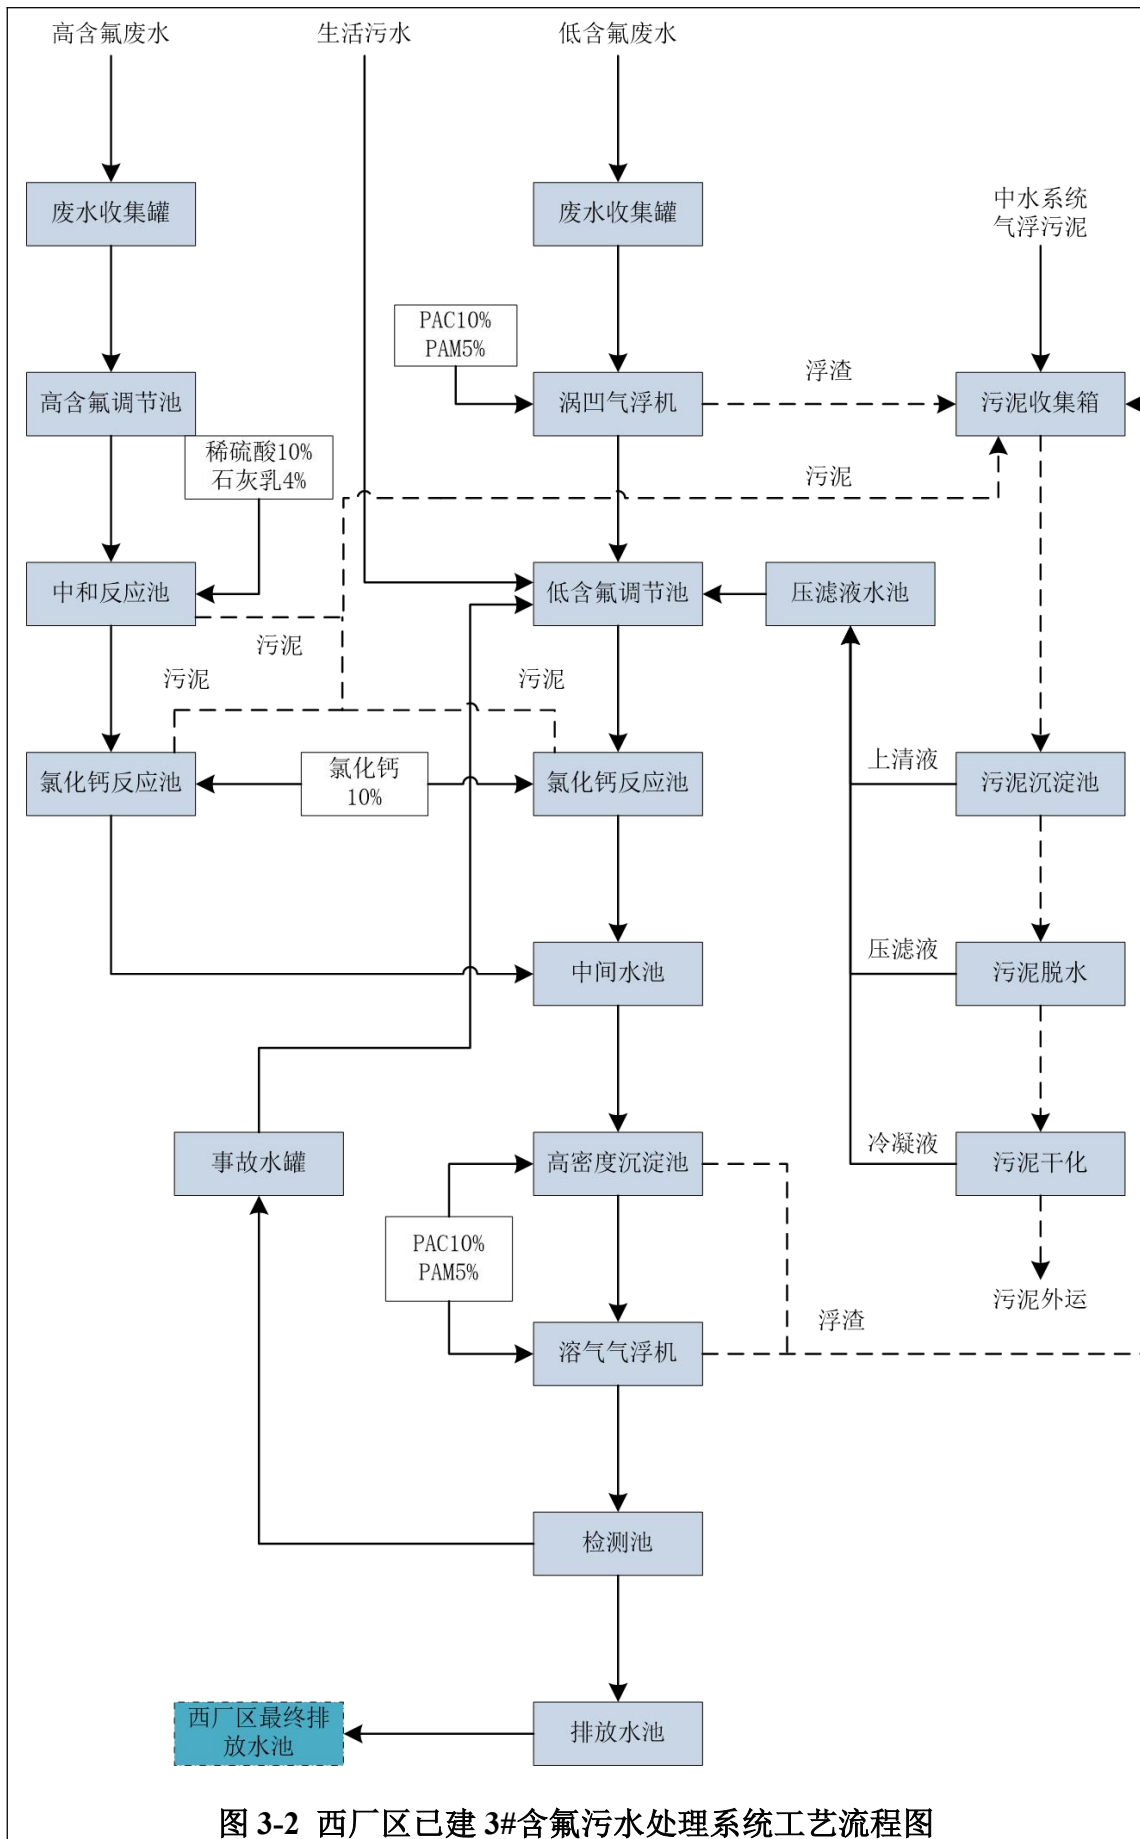 高含氟废水
生活污水
低含氟废水
废水收集罐
废水收集罐
中水系统
气浮污泥
PAC10%
PAM5%
高含氟调节池
涡凹气浮机
浮渣
污泥收集箱
稀硫酸10%
石灰乳4%
污泥
中和反应池
低含氟调节池
压滤液水池
污泥
污泥
污泥
氯化钙反应池
氯化钙
10%
氯化钙反应池
上清液
污泥沉淀池
中间水池
压滤液
污泥脱水
事故水罐
高密度沉淀池
冷凝液
污泥干化
PAC10%
PAM5%
污泥外运
浮渣
溶气气浮机
检测池
西厂区最终排
放水池
排放水池
图 3-2 西厂区已建 3#含氟污水处理系统工艺流程图